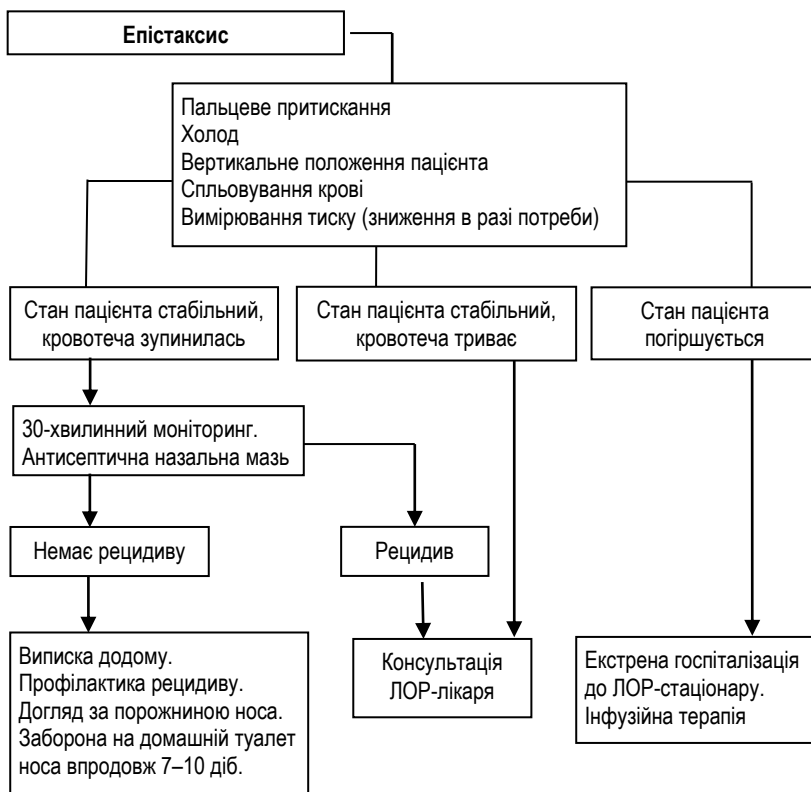 Епістаксис
Пальцеве притискання
Холод
Вертикальне положення пацієнта
Спльовування крові
Вимірювання тиску (зниження в разі потреби)
Стан пацієнта стабільний,
кровотеча зупинилась
Стан пацієнта стабільний,
кровотеча триває
Стан пацієнта
погіршується
30-хвилинний моніторинг.
Антисептична назальна мазь
Немає рецидиву
Рецидив
Виписка додому.
Профілактика рецидиву.
Догляд за порожниною носа.
Заборона на домашній туалет
носа впродовж 7–10 діб.
Консультація
ЛОР-лікаря
Екстрена госпіталізація
до ЛОР-стаціонару.
Інфузійна терапія